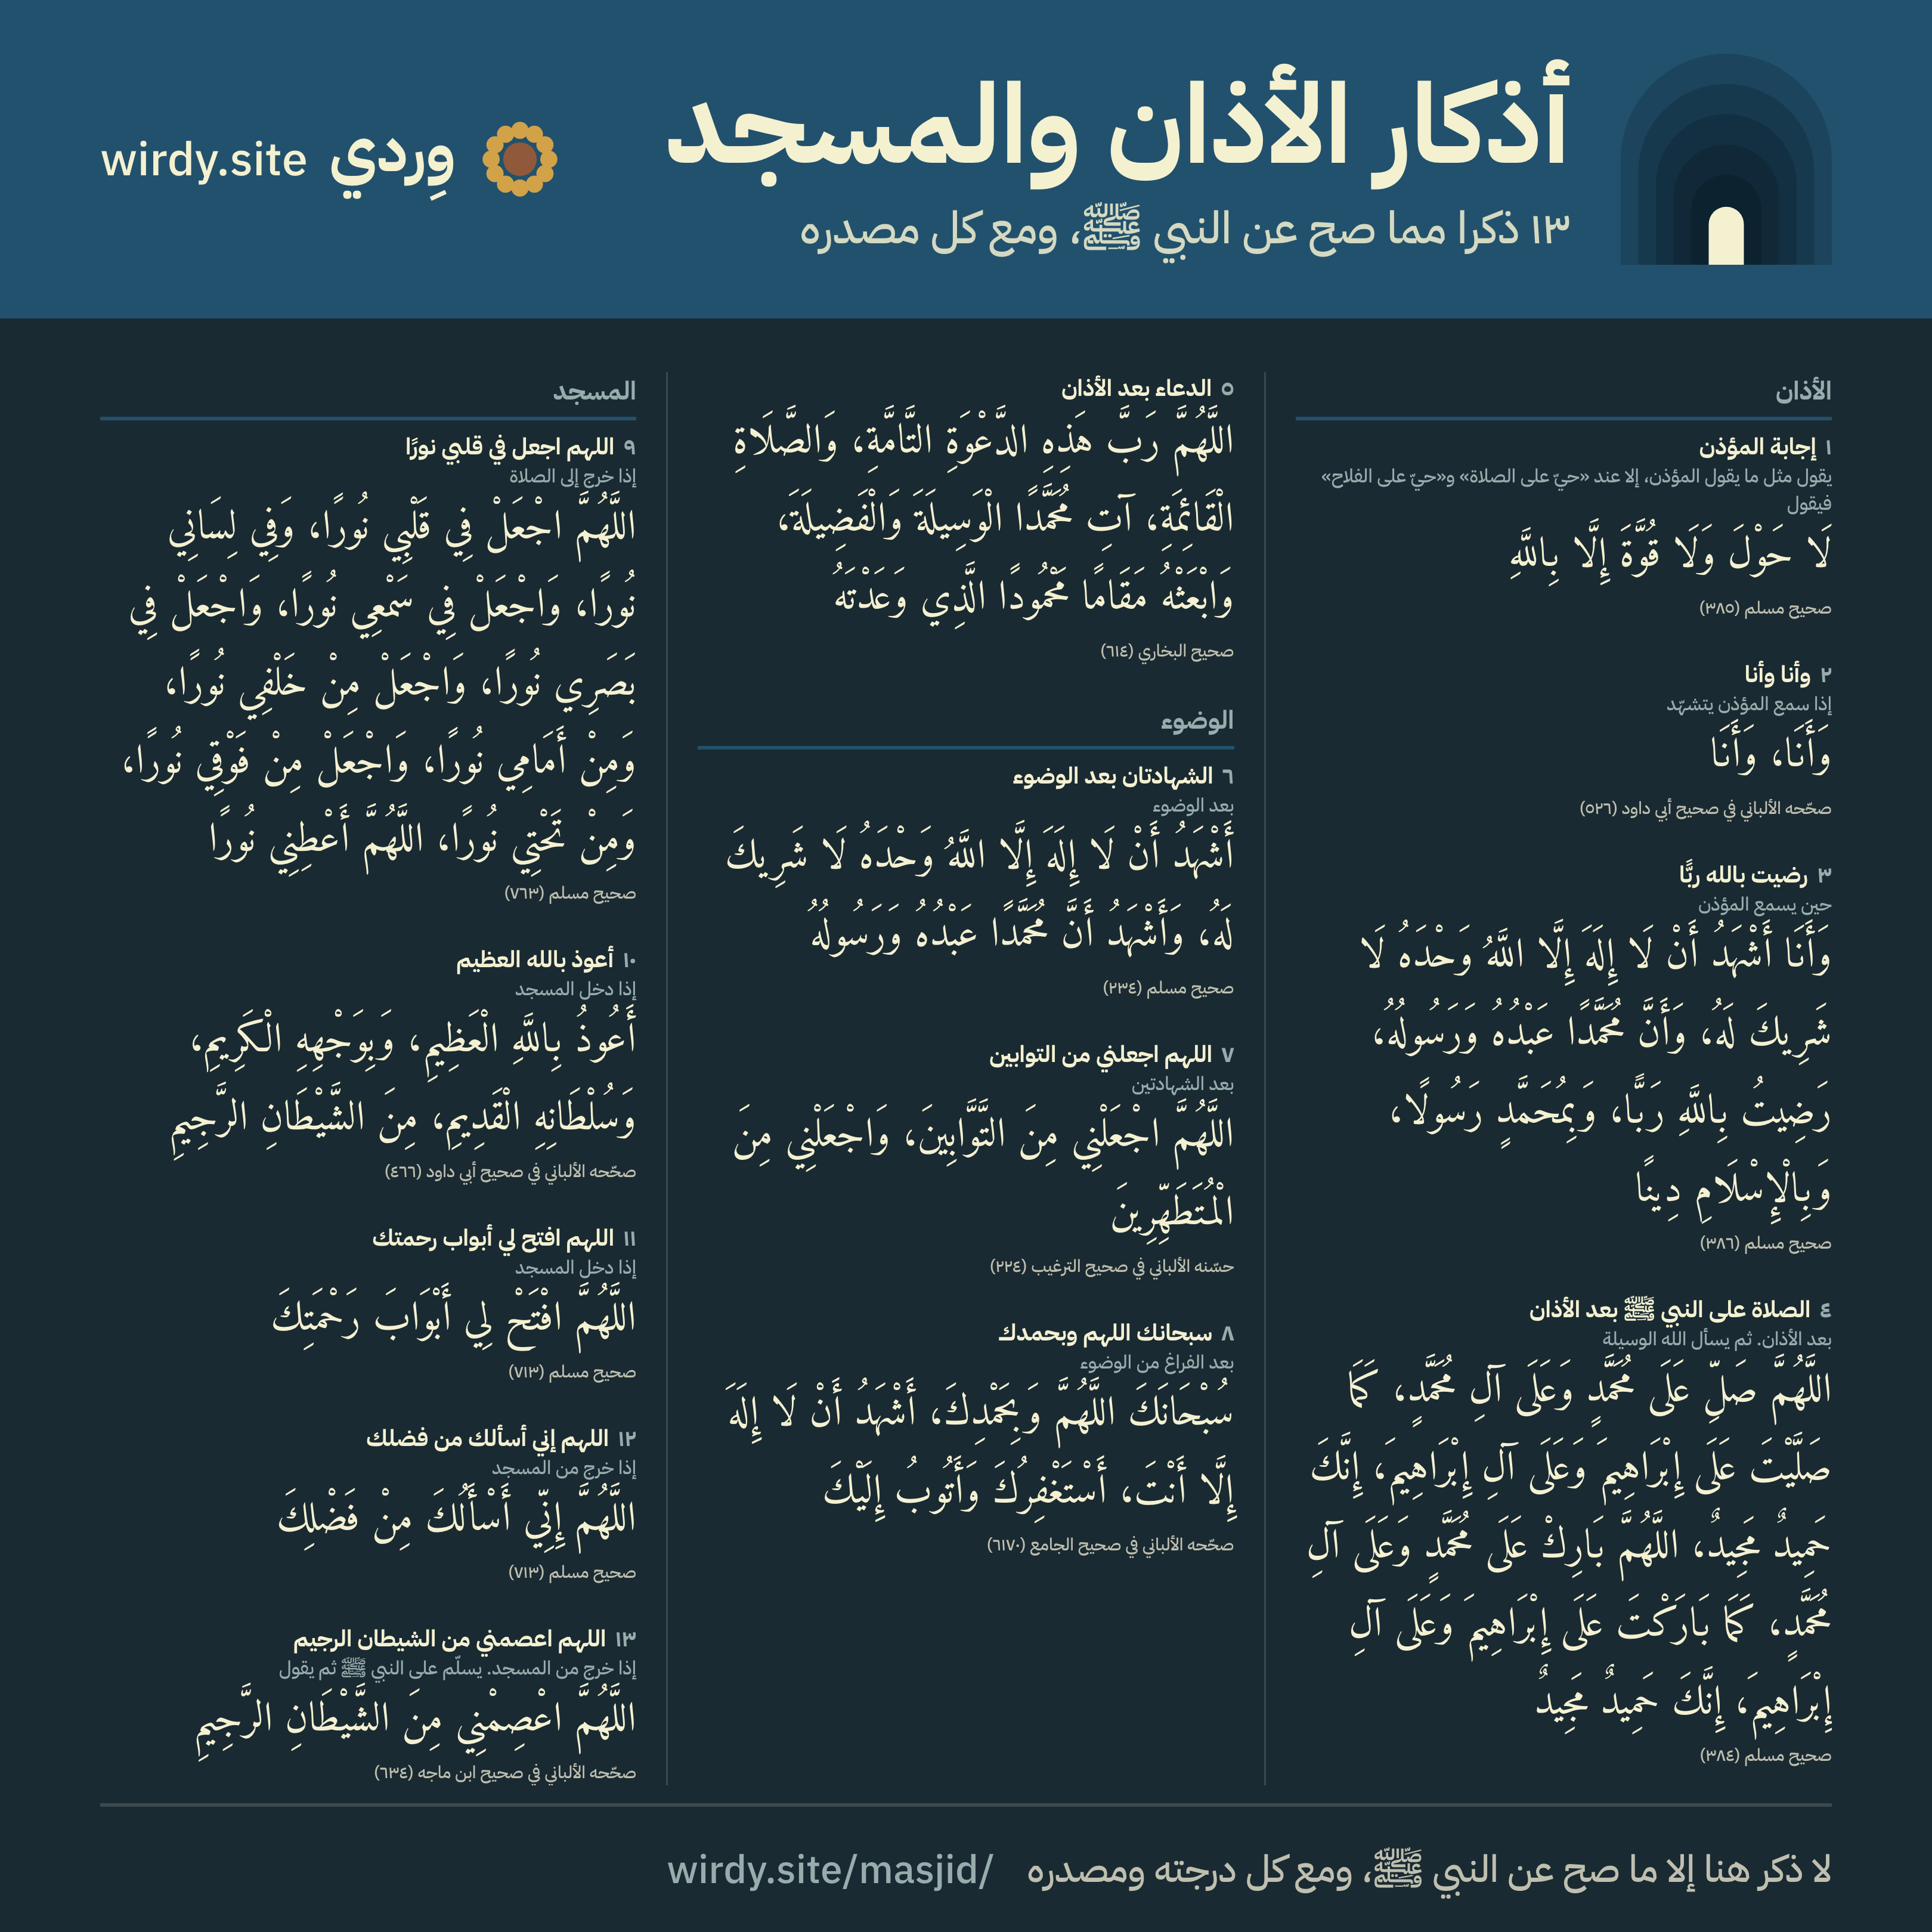 أذكار الأذان والمسجد
١٣ ذكرا مما صح عن النبي ﷺ، ومع كل مصدره
وِردي wirdy.site
الأذان
١ إجابة المؤذن
يقول مثل ما يقول المؤذن، إلا عند «حيّ على الصلاة» و«حيّ على الفلاح»
فيقول
لَا حَوْلَ وَلَا قُوَّةَ إِلَّا بِاللَّهِ
صحيح مسلم (٣٨٥)
٢ وأنا وأنا
إذا سمع المؤذن يتشهّد
وَأَنَا، وَأَنَا
صحّحه الألباني في صحيح أبي داود (٥٢٦)
٣ رضيت بالله ربًّا
حين يسمع المؤذن
وَأَنَا أَشْهَدُ أَنْ لَا إِلَهَ إِلَّا اللَّهُ وَحْدَهُ لَا
شَرِيكَ لَهُ، وَأَنَّ مُحَمَّدًا عَبْدُهُ وَرَسُولُهُ،
رَضِيتُ بِاللَّهِ رَبًّا، وَبِمُحَمَّدٍ رَسُولًا،
وَبِالْإِسْلَامِ دِينًا
صحيح مسلم (٣٨٦)
٤ الصلاة على النبي ﷺ بعد الأذان
بعد الأذان. ثم يسأل الله الوسيلة
اللَّهُمَّ صَلِّ عَلَى مُحَمَّدٍ وَعَلَى آلِ مُحَمَّدٍ، كَمَا
صَلَّيْتَ عَلَى إِبْرَاهِيمَ وَعَلَى آلِ إِبْرَاهِيمَ، إِنَّكَ
حَمِيدٌ مَجِيدٌ، اللَّهُمَّ بَارِكْ عَلَى مُحَمَّدٍ وَعَلَى آلِ
مُحَمَّدٍ، كَمَا بَارَكْتَ عَلَى إِبْرَاهِيمَ وَعَلَى آلِ
إِبْرَاهِيمَ، إِنَّكَ حَمِيدٌ مَجِيدٌ
صحيح مسلم (٣٨٤)
٥ الدعاء بعد الأذان
اللَّهُمَّ رَبَّ هَذِهِ الدَّعْوَةِ التَّامَّةِ، وَالصَّلَاةِ
الْقَائِمَةِ، آتِ مُحَمَّدًا الْوَسِيلَةَ وَالْفَضِيلَةَ،
وَابْعَثْهُ مَقَامًا مَحْمُودًا الَّذِي وَعَدْتَهُ
صحيح البخاري (٦١٤)
الوضوء
٦ الشهادتان بعد الوضوء
بعد الوضوء
أَشْهَدُ أَنْ لَا إِلَهَ إِلَّا اللَّهُ وَحْدَهُ لَا شَرِيكَ
لَهُ، وَأَشْهَدُ أَنَّ مُحَمَّدًا عَبْدُهُ وَرَسُولُهُ
صحيح مسلم (٢٣٤)
٧ اللهم اجعلني من التوابين
بعد الشهادتين
اللَّهُمَّ اجْعَلْنِي مِنَ التَّوَّابِينَ، وَاجْعَلْنِي مِنَ
الْمُتَطَهِّرِينَ
حسّنه الألباني في صحيح الترغيب (٢٢٤)
٨ سبحانك اللهم وبحمدك
بعد الفراغ من الوضوء
سُبْحَانَكَ اللَّهُمَّ وَبِحَمْدِكَ، أَشْهَدُ أَنْ لَا إِلَهَ
إِلَّا أَنْتَ، أَسْتَغْفِرُكَ وَأَتُوبُ إِلَيْكَ
صحّحه الألباني في صحيح الجامع (٦١٧٠)
المسجد
٩ اللهم اجعل في قلبي نورًا
إذا خرج إلى الصلاة
اللَّهُمَّ اجْعَلْ فِي قَلْبِي نُورًا، وَفِي لِسَانِي
نُورًا، وَاجْعَلْ فِي سَمْعِي نُورًا، وَاجْعَلْ فِي
بَصَرِي نُورًا، وَاجْعَلْ مِنْ خَلْفِي نُورًا،
وَمِنْ أَمَامِي نُورًا، وَاجْعَلْ مِنْ فَوْقِي نُورًا،
وَمِنْ تَحْتِي نُورًا، اللَّهُمَّ أَعْطِنِي نُورًا
صحيح مسلم (٧٦٣)
١٠ أعوذ بالله العظيم
إذا دخل المسجد
أَعُوذُ بِاللَّهِ الْعَظِيمِ، وَبِوَجْهِهِ الْكَرِيمِ،
وَسُلْطَانِهِ الْقَدِيمِ، مِنَ الشَّيْطَانِ الرَّجِيمِ
صحّحه الألباني في صحيح أبي داود (٤٦٦)
١١ اللهم افتح لي أبواب رحمتك
إذا دخل المسجد
اللَّهُمَّ افْتَحْ لِي أَبْوَابَ رَحْمَتِكَ
صحيح مسلم (٧١٣)
١٢ اللهم إني أسألك من فضلك
إذا خرج من المسجد
اللَّهُمَّ إِنِّي أَسْأَلُكَ مِنْ فَضْلِكَ
صحيح مسلم (٧١٣)
١٣ اللهم اعصمني من الشيطان الرجيم
إذا خرج من المسجد. يسلّم على النبي ﷺ ثم يقول
اللَّهُمَّ اعْصِمْنِي مِنَ الشَّيْطَانِ الرَّجِيمِ
صحّحه الألباني في صحيح ابن ماجه (٦٣٤)
لا ذكر هنا إلا ما صح عن النبي ﷺ، ومع كل درجته ومصدره wirdy.site/masjid/